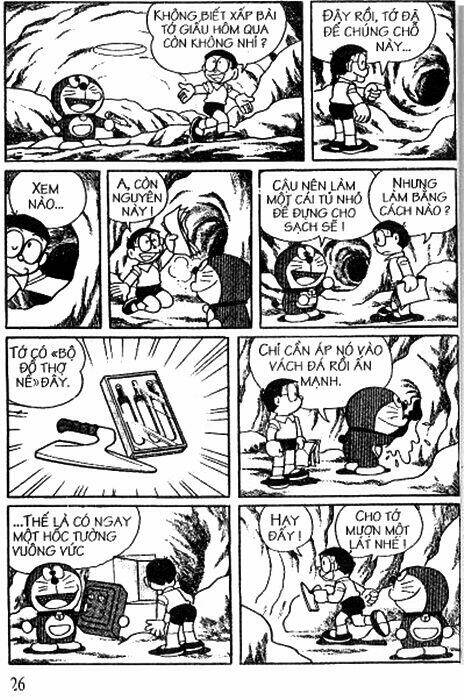 KHÔNG BIẾT XẤP BÀI
TỚ GIẤU HÔM QUA
CÒN KHÔNG NHỈ ?
ĐÂY RỒI, TỚ ĐÃ
ĐỂ CHÚNG CHỖ
NÀY...
XEM
NÀO...
A, CÒN
NGUYÊN
NÀY !
CẬU NÊN LÀM
MỘT CÁI TỦ NHỎ
ĐỂ ĐỰNG CHO
SẠCH SẼ !
NHƯNG
LÀM BẰNG
CÁCH NÀO ?
TỚ CÓ «BỘ
ĐỒ THỢ
NỀ» ĐÂY.
CHỈ CẦN ÁP NÓ VÀO
VÁCH ĐÁ RỒI ẤN
MẠNH.
...THẾ LÀ CÓ NGAY
MỘT HỐC TƯỜNG
VUÔNG VỨC
HAY
ĐẤY !
CHO TỚ
MƯỢN MỘT
LÁT NHÉ !
26